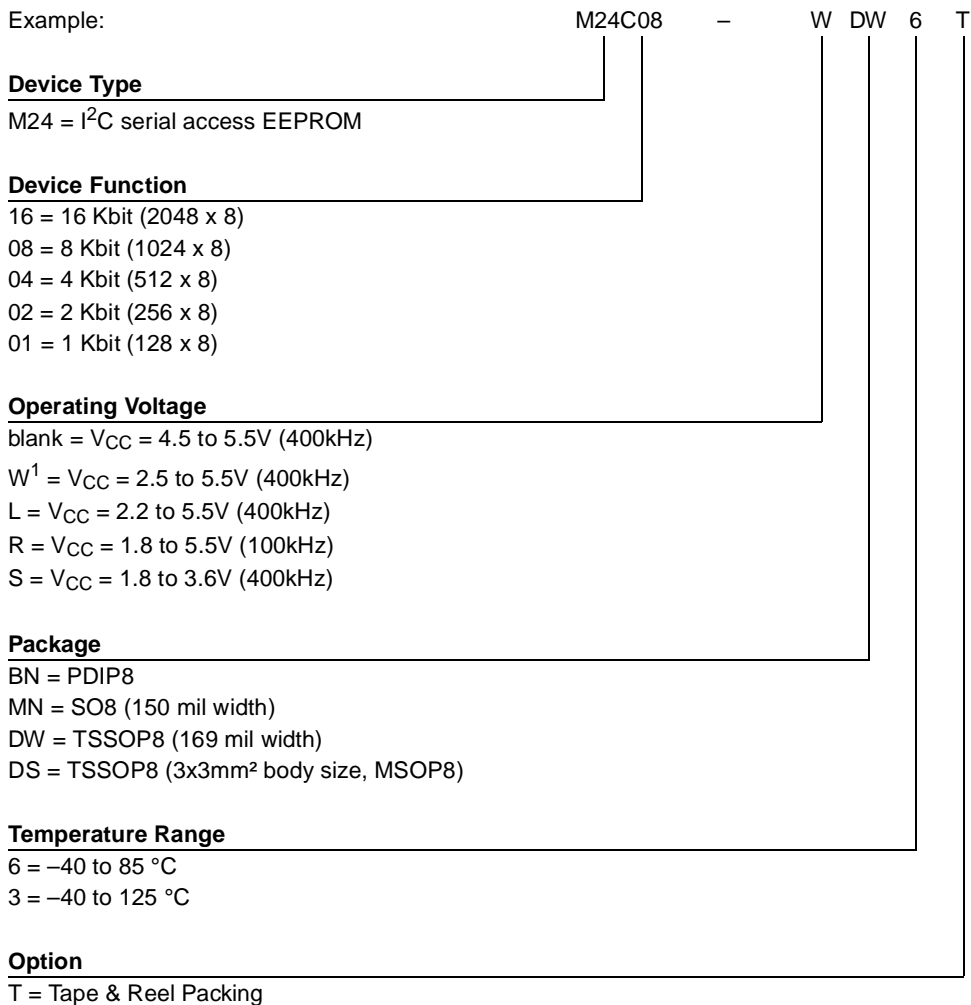 Example: M24C08 – W DW 6 T
Device Type
M24 = I²C serial access EEPROM
Device Function
16 = 16 Kbit (2048 x 8)
08 = 8 Kbit (1024 x 8)
04 = 4 Kbit (512 x 8)
02 = 2 Kbit (256 x 8)
01 = 1 Kbit (128 x 8)
Operating Voltage
blank = VCC = 4.5 to 5.5V (400kHz)
W¹ = VCC = 2.5 to 5.5V (400kHz)
L = VCC = 2.2 to 5.5V (400kHz)
R = VCC = 1.8 to 5.5V (100kHz)
S = VCC = 1.8 to 3.6V (400kHz)
Package
BN = PDIP8
MN = SO8 (150 mil width)
DW = TSSOP8 (169 mil width)
DS = TSSOP8 (3x3mm² body size, MSOP8)
Temperature Range
6 = –40 to 85 °C
3 = –40 to 125 °C
Option
T = Tape & Reel Packing